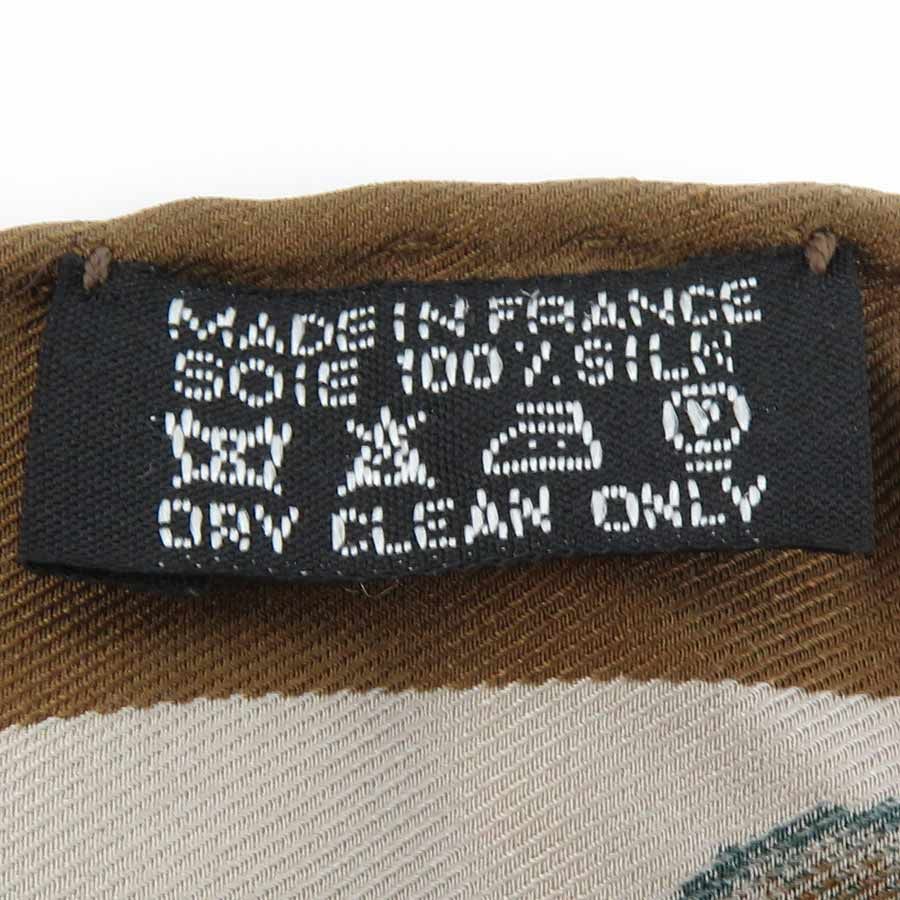 MADE IN FRANCE
SOIE 100% SILK
DRY CLEAN ONLY